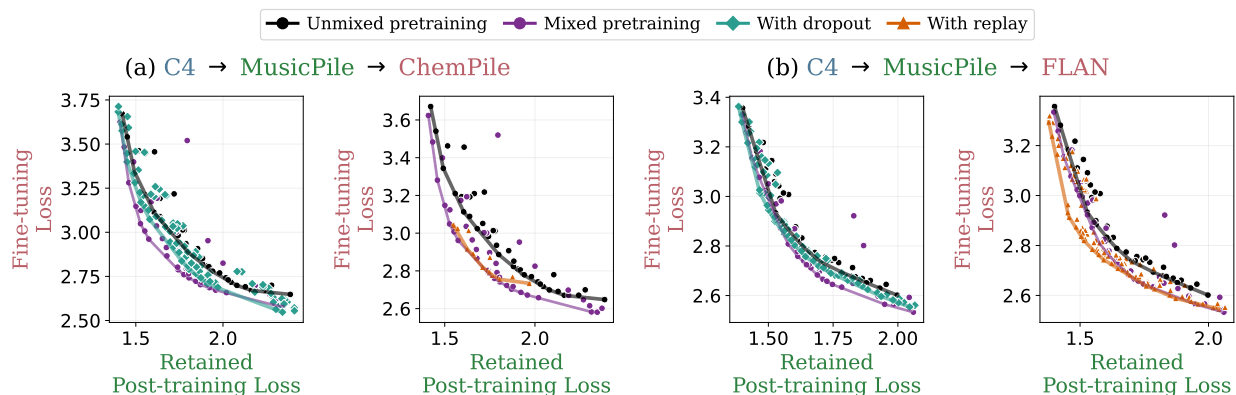 Unmixed pretraining Mixed pretraining With dropout With replay
(a) C4 → MusicPile → ChemPile
(b) C4 → MusicPile → FLAN
Fine-tuning
Loss
3.75
3.50
3.25
3.00
2.75
2.50
1.5 2.0
Retained
Post-training Loss
Fine-tuning
Loss
3.6
3.4
3.2
3.0
2.8
2.6
1.5 2.0
Retained
Post-training Loss
Fine-tuning
Loss
3.4
3.2
3.0
2.8
2.6
1.50 1.75 2.00
Retained
Post-training Loss
Fine-tuning
Loss
3.2
3.0
2.8
2.6
1.5 2.0
Retained
Post-training Loss